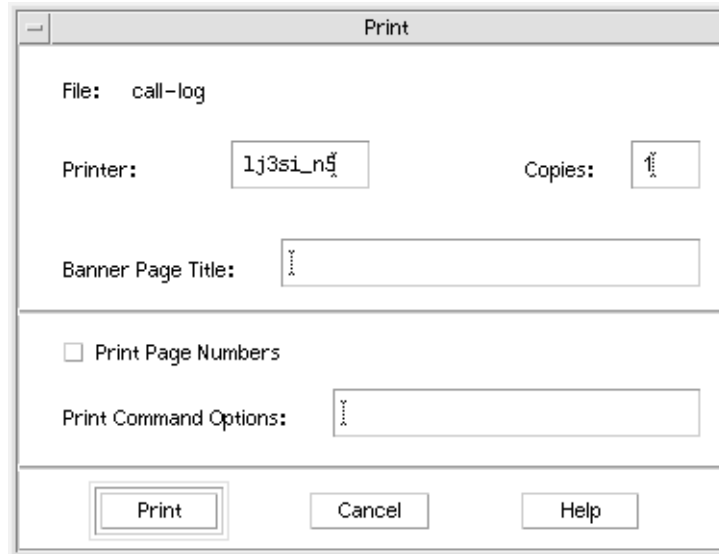 Print
File: call-log
Printer: lj3si_n5 Copies: 1
Banner Page Title:
Print Page Numbers
Print Command Options:
Print Cancel Help